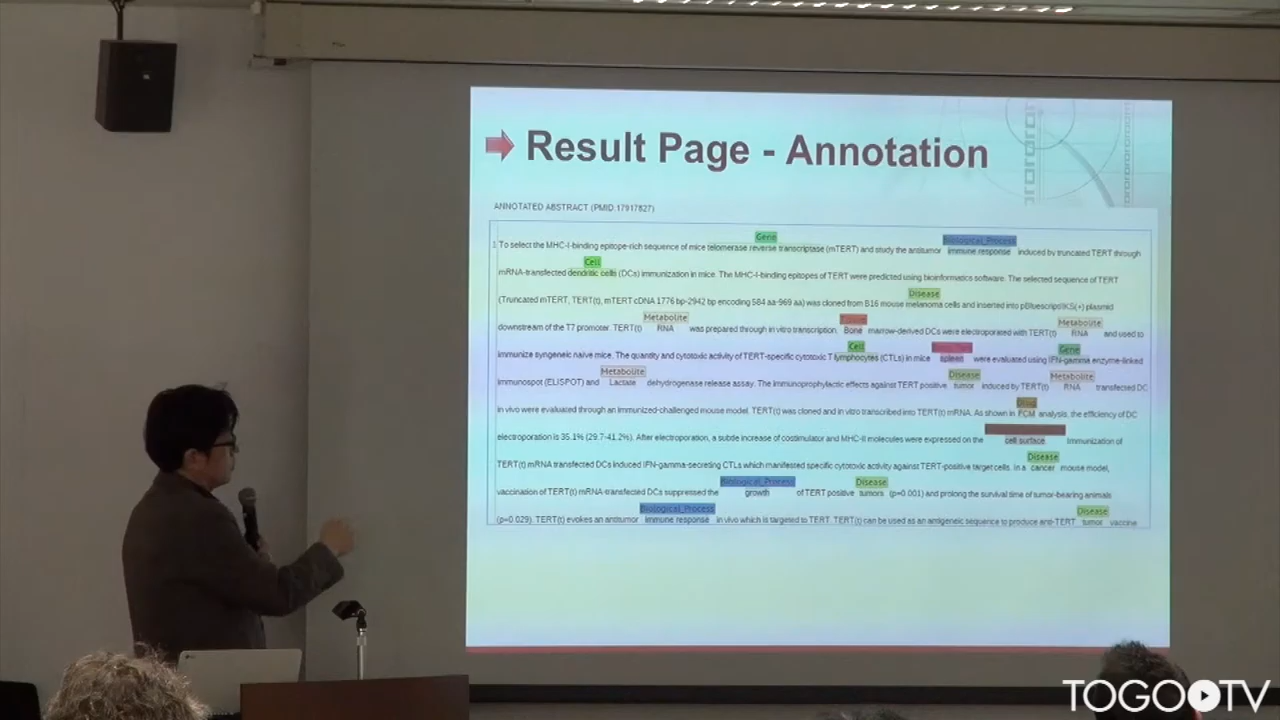 Result Page - Annotation
ANNOTATED ABSTRACT (PMID:17917827)
Gene Biological_Process
1 To select the MHC-I-binding epitope-rich sequence of mice telomerase reverse transcriptase (mTERT) and study the antitumor immune response induced by truncated TERT through
Cell
mRNA-transfected dendritic cells (DCs) immunization in mice. The MHC-I-binding epitopes of TERT were predicted using bioinformatics software. The selected sequence of TERT
Disease
(Truncated mTERT, TERT(t), mTERT cDNA 1776 bp-2942 bp encoding 584 aa-969 aa) was cloned from B16 mouse melanoma cells and inserted into pBluescriptIIKS(+) plasmid
Metabolite Metabolite
downstream of the T7 promoter. TERT(t) RNA was prepared through in vitro transcription. Bone marrow-derived DCs were electroporated with TERT(t) RNA and used to
Cell Gene
immunize syngeneic naive mice. The quantity and cytotoxic activity of TERT-specific cytotoxic T lymphocytes (CTLs) in mice spleen were evaluated using IFN-gamma enzyme-linked
Metabolite Disease Metabolite
immunospot (ELISPOT) and Lactate dehydrogenase release assay. The immunoprophylactic effects against TERT positive tumor induced by TERT(t) RNA transfected DC
Drug
in vivo were evaluated through an immunized-challenged mouse model. TERT(t) was cloned and in vitro transcribed into TERT(t) mRNA. As shown in FCM analysis, the efficiency of DC
electroporation is 35.1% (29.7-41.2%). After electroporation, a subtle increase of costimulator and MHC-II molecules were expressed on the cell surface Immunization of
Disease
TERT(t) mRNA transfected DCs induced IFN-gamma-secreting CTLs which manifested specific cytotoxic activity against TERT-positive target cells. In a cancer mouse model,
Biological_Process Disease
vaccination of TERT(t) mRNA-transfected DCs suppressed the growth of TERT positive tumors (p=0.001) and prolong the survival time of tumor-bearing animals
Biological_Process Disease
(p=0.029). TERT(t) evokes an antitumor immune response in vivo which is targeted to TERT. TERT(t) can be used as an antigeneic sequence to produce anti-TERT tumor vaccine
TOGO TV